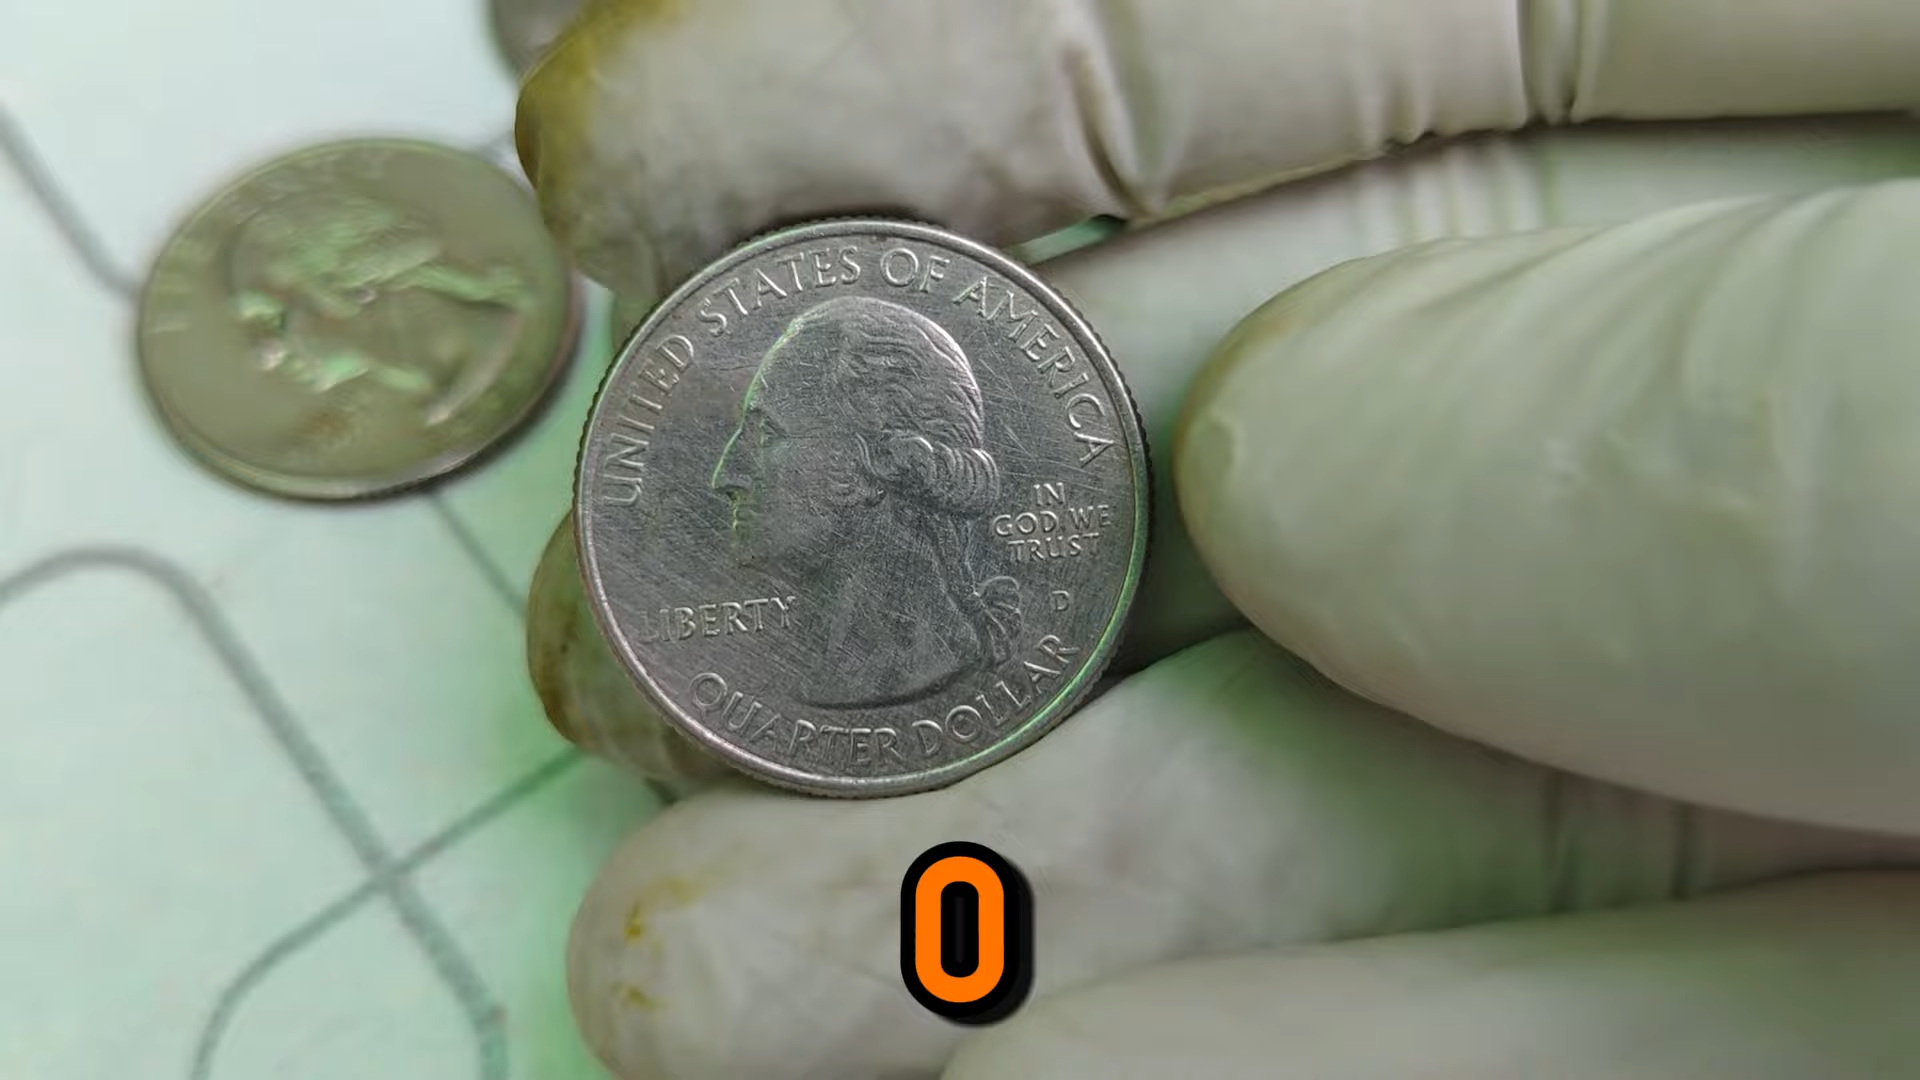 UNITED STATES OF AMERICA
IN
GOD WE
TRUST
LIBERTY
D
QUARTER DOLLAR
0